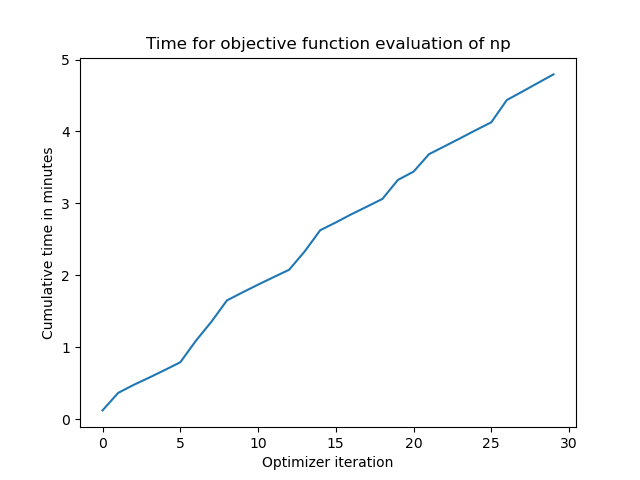 Time for objective function evaluation of np
Cumulative time in minutes
5
4
3
2
1
0
0 5 10 15 20 25 30
Optimizer iteration